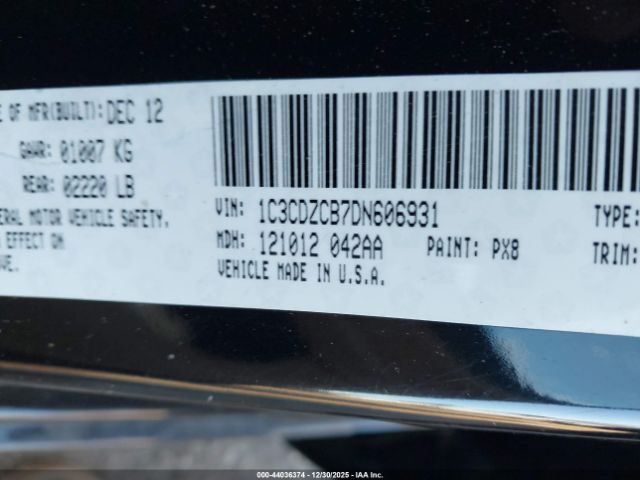 E OF MFR(BUILT): DEC 12
GAWR: 01007 KG
REAR: 02220 LB
ERAL MOTOR VEHICLE SAFETY.
EFFECT ON
VE.
VIN: 1C3CDZCB7DN606931 TYPE:
MDH: 121012 042AA PAINT: PX8 TRIM:
VEHICLE MADE IN U.S.A.
000-44036374 • 12/30/2025 - IAA Inc.